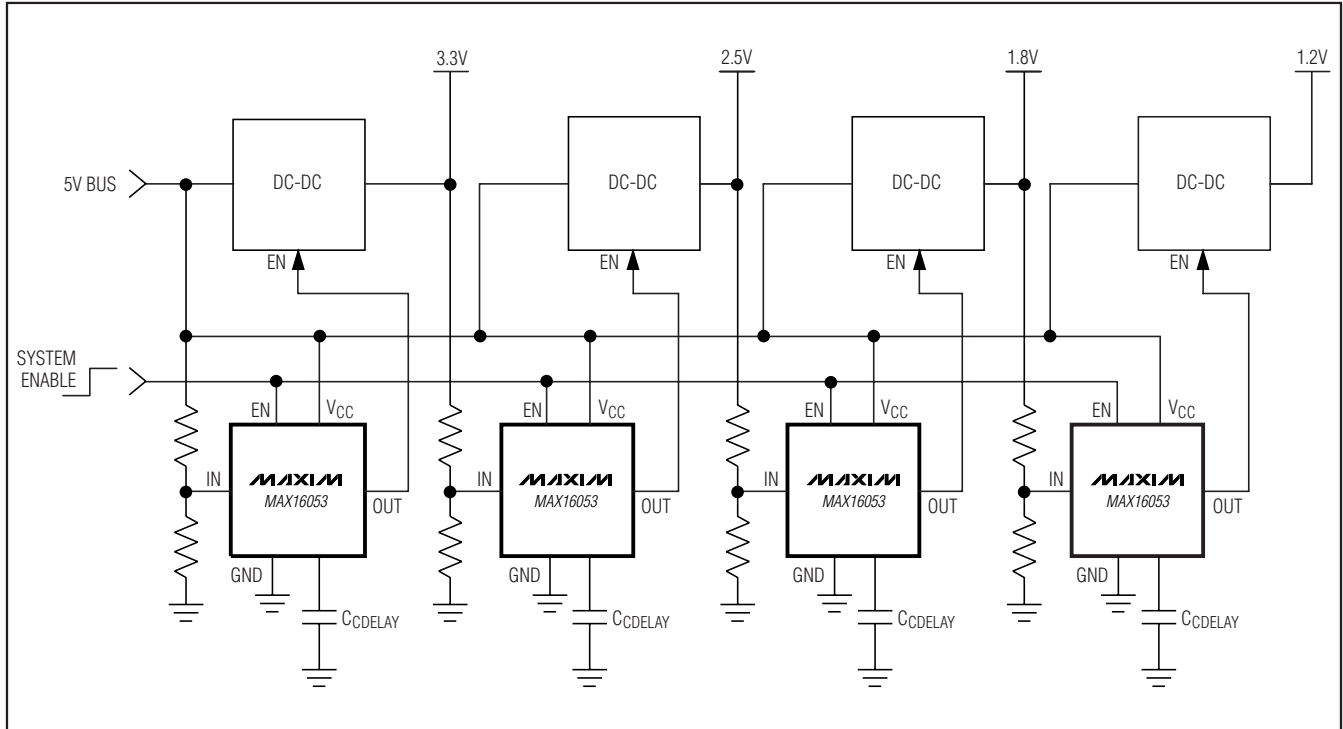 3.3V
2.5V
1.8V
1.2V
5V BUS
DC-DC
DC-DC
DC-DC
DC-DC
EN
EN
EN
EN
SYSTEM
ENABLE
EN
VCC
EN
VCC
EN
VCC
EN
VCC
IN
MAXIM
MAX16053
OUT
IN
MAXIM
MAX16053
OUT
IN
MAXIM
MAX16053
OUT
IN
MAXIM
MAX16053
OUT
GND
GND
GND
GND
CCDELAY
CCDELAY
CCDELAY
CCDELAY